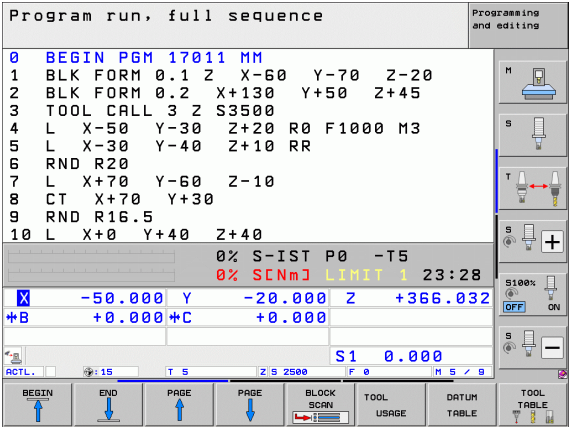 Program run, full sequence
Programming
and editing
0 BEGIN PGM 17011 MM
1 BLK FORM 0.1 Z X-60 Y-70 Z-20
2 BLK FORM 0.2 X+130 Y+50 Z+45
3 TOOL CALL 3 Z S3500
4 L X-50 Y-30 Z+20 R0 F1000 M3
5 L X-30 Y-40 Z+10 RR
6 RND R20
7 L X+70 Y-60 Z-10
8 CT X+70 Y+30
9 RND R16.5
10 L X+0 Y+40 Z+40
0% S-IST P0 -T5
0% S[Nm] LIMIT 1 23:28
X -50.000 Y -20.000 Z +366.032
B +0.000 C +0.000
S1 0.000
ACTL. : 15 T 5 Z S 2500 F 0 M 5 / 9
M
S
T
S
+
S100%
OFF ON
S
-
BEGIN
END
PAGE
PAGE
BLOCK
SCAN
TOOL
USAGE
DATUM
TABLE
TOOL
TABLE